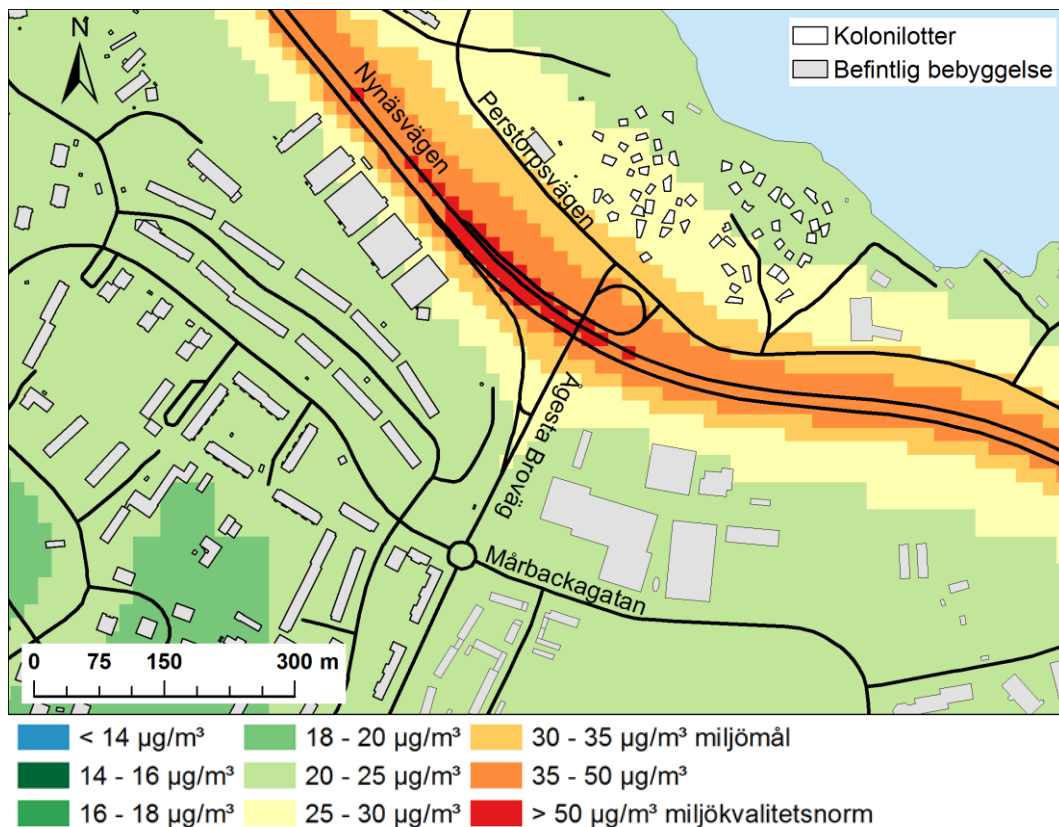 N
Kolonilotter
Befintlig bebyggelse
Nynäsvägen
Perstorpsvägen
Ågesta Broväg
Mårbackagatan
0 75 150 300 m
< 14 µg/m³
14 - 16 µg/m³
16 - 18 µg/m³
18 - 20 µg/m³
20 - 25 µg/m³
25 - 30 µg/m³
30 - 35 µg/m³ miljömål
35 - 50 µg/m³
> 50 µg/m³ miljökvalitetsnorm